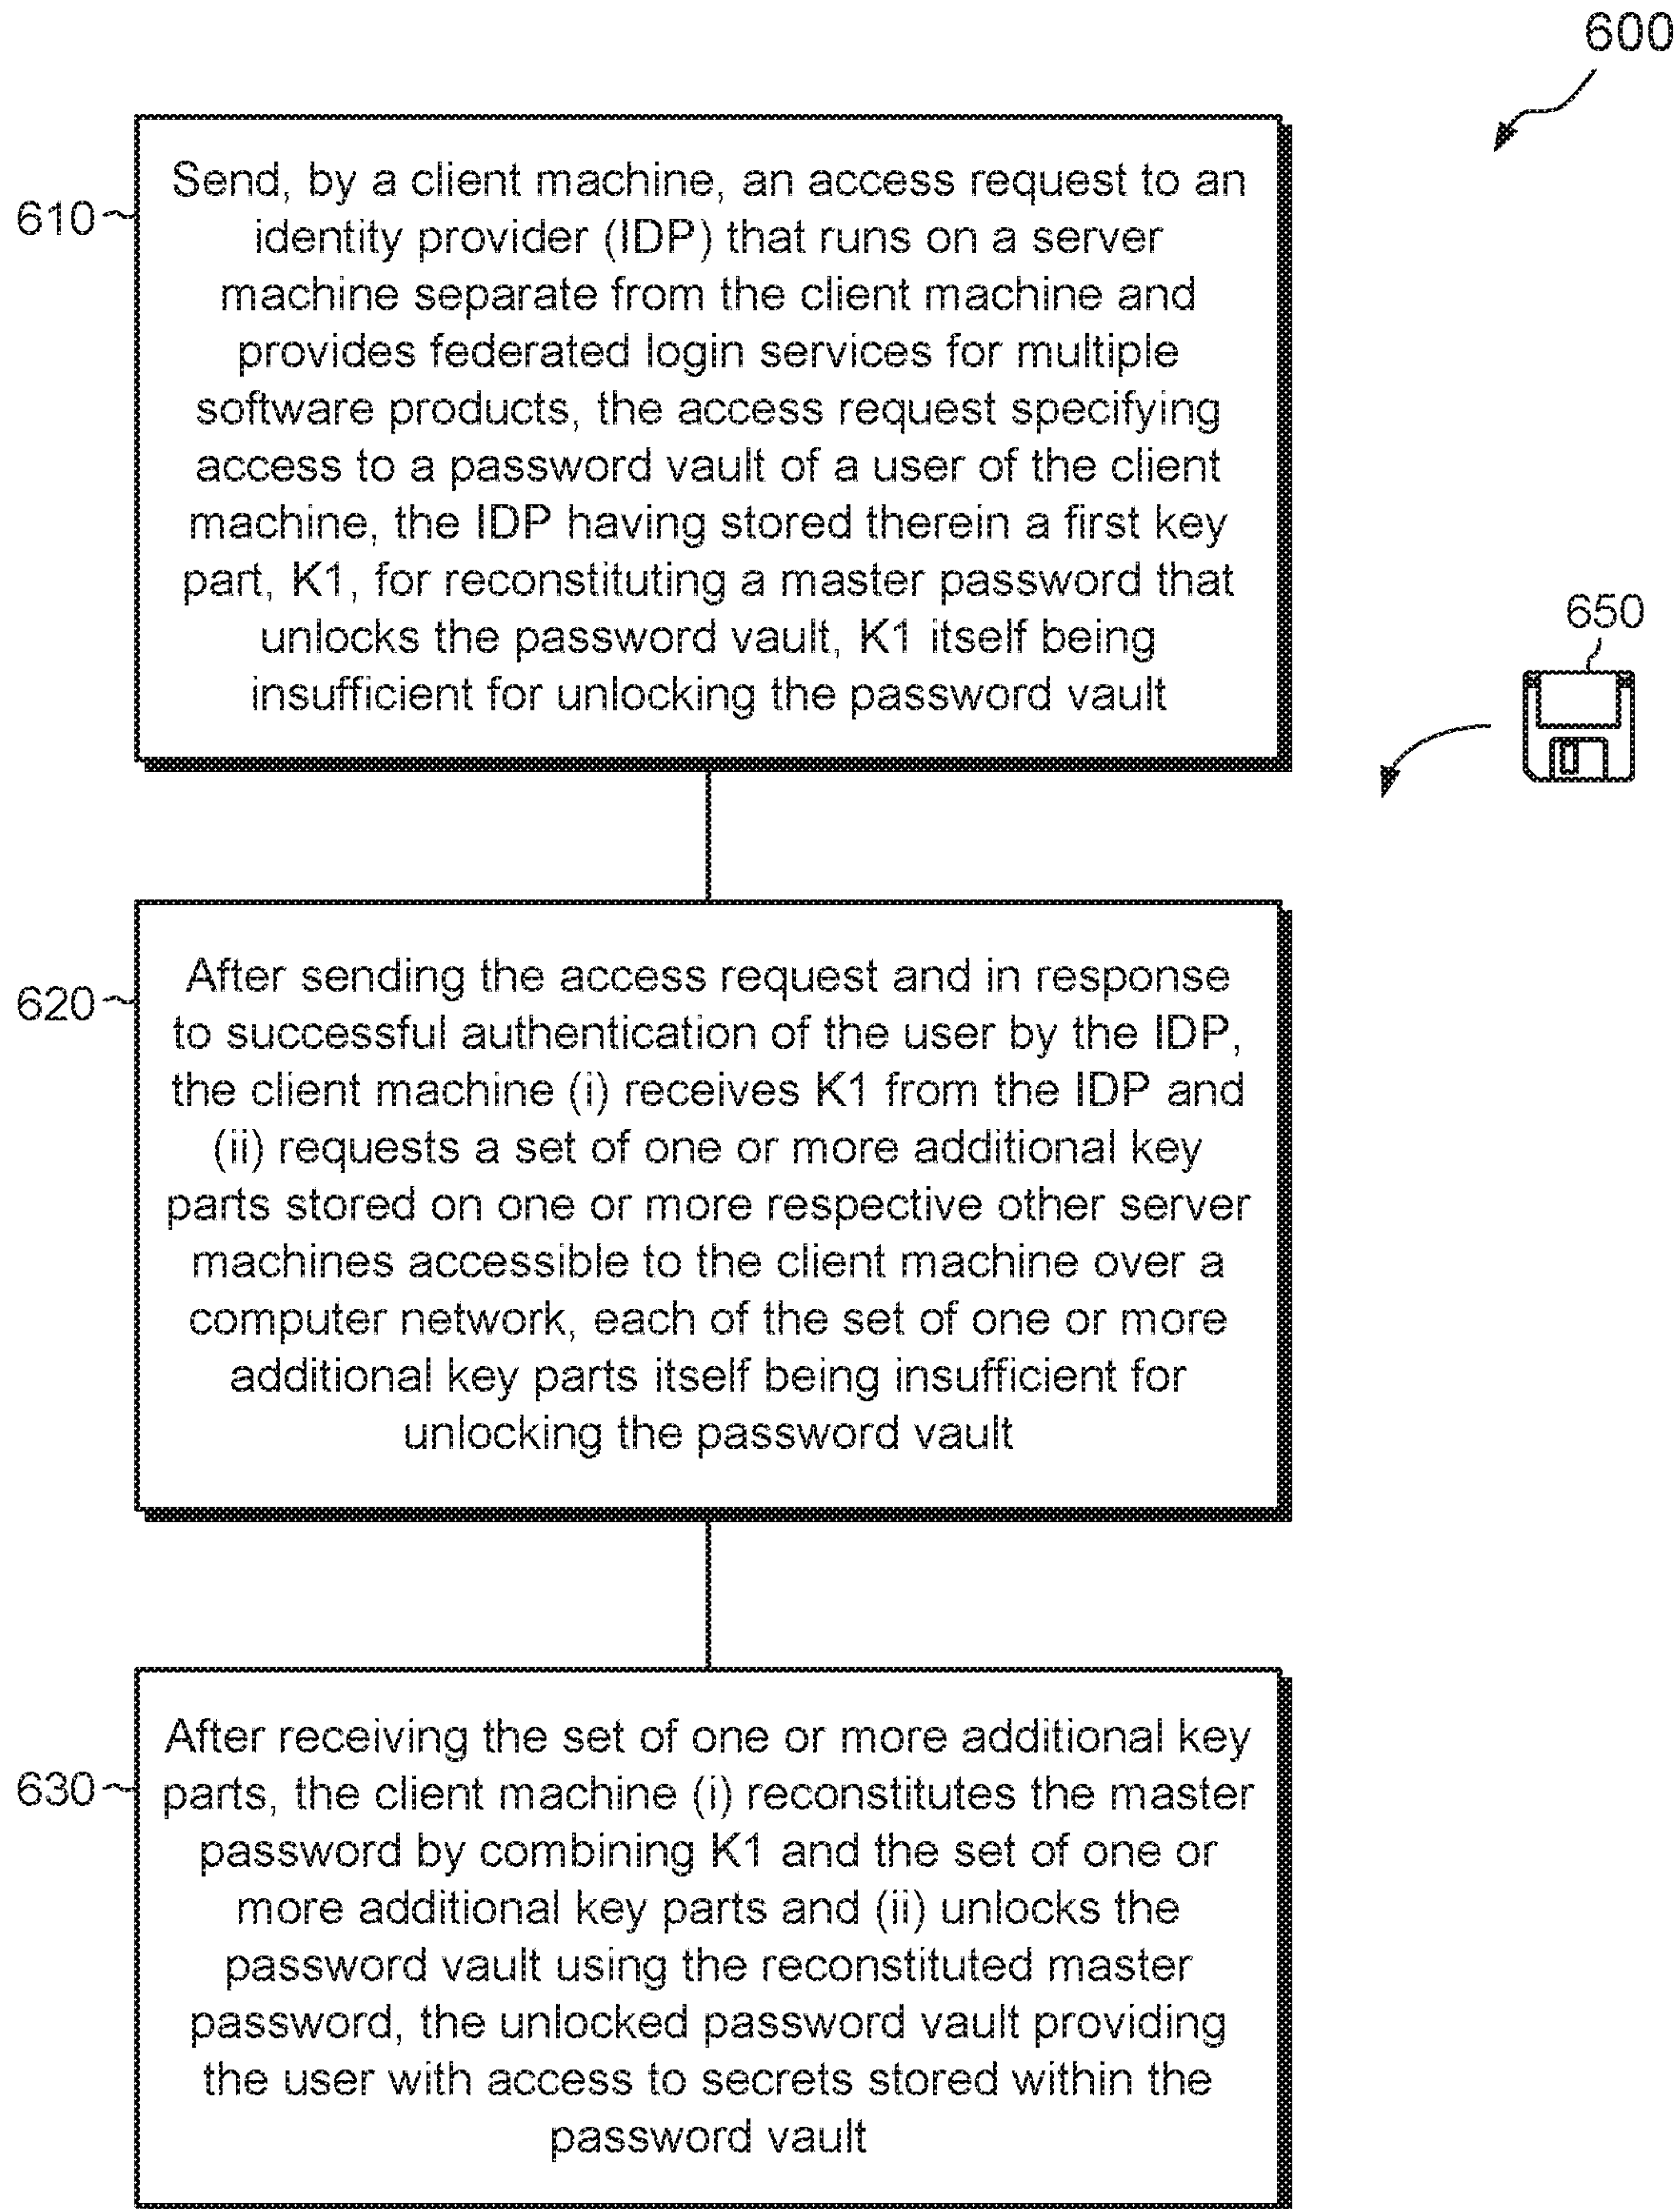 600
610
Send, by a client machine, an access request to an
identity provider (IDP) that runs on a server
machine separate from the client machine and
provides federated login services for multiple
software products, the access request specifying
access to a password vault of a user of the client
machine, the IDP having stored therein a first key
part, K1, for reconstituting a master password that
unlocks the password vault, K1 itself being
insufficient for unlocking the password vault
650
620
After sending the access request and in response
to successful authentication of the user by the IDP,
the client machine (i) receives K1 from the IDP and
(ii) requests a set of one or more additional key
parts stored on one or more respective other server
machines accessible to the client machine over a
computer network, each of the set of one or more
additional key parts itself being insufficient for
unlocking the password vault
630
After receiving the set of one or more additional key
parts, the client machine (i) reconstitutes the master
password by combining K1 and the set of one or
more additional key parts and (ii) unlocks the
password vault using the reconstituted master
password, the unlocked password vault providing
the user with access to secrets stored within the
password vault